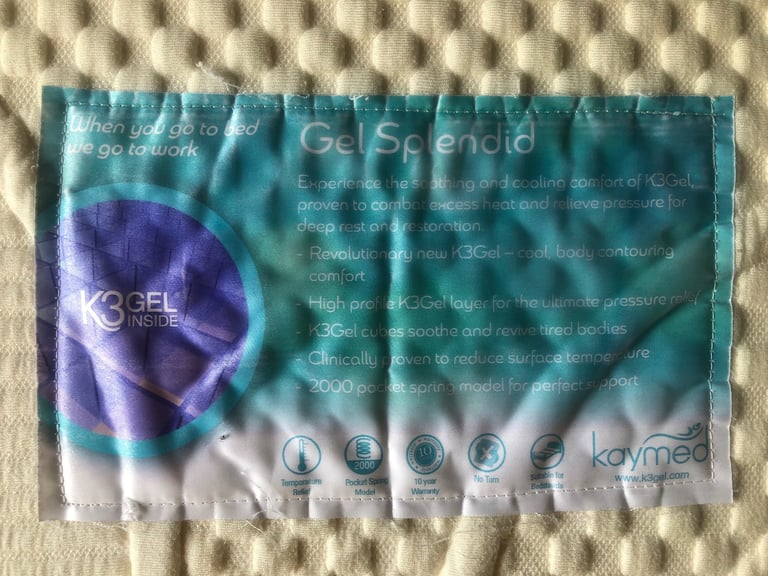 When you go to bed
we go to work
Gel Splendid
Experience the soothing and cooling comfort of K3Gel,
proven to combat excess heat and relieve pressure for
deep rest and restoration.
- Revolutionary new K3Gel – cool, body contouring
comfort
- High profile K3Gel layer for the ultimate pressure relief
- K3Gel cubes soothe and revive tired bodies
- Clinically proven to reduce surface temperature
- 2000 pocket spring model for perfect support
K3GEL
INSIDE
2000
10
Temperature
Relief
Pocket Spring
Model
10 year
Warranty
No Turn
Suitable for
Bedsteads
kaymed
www.k3gel.com